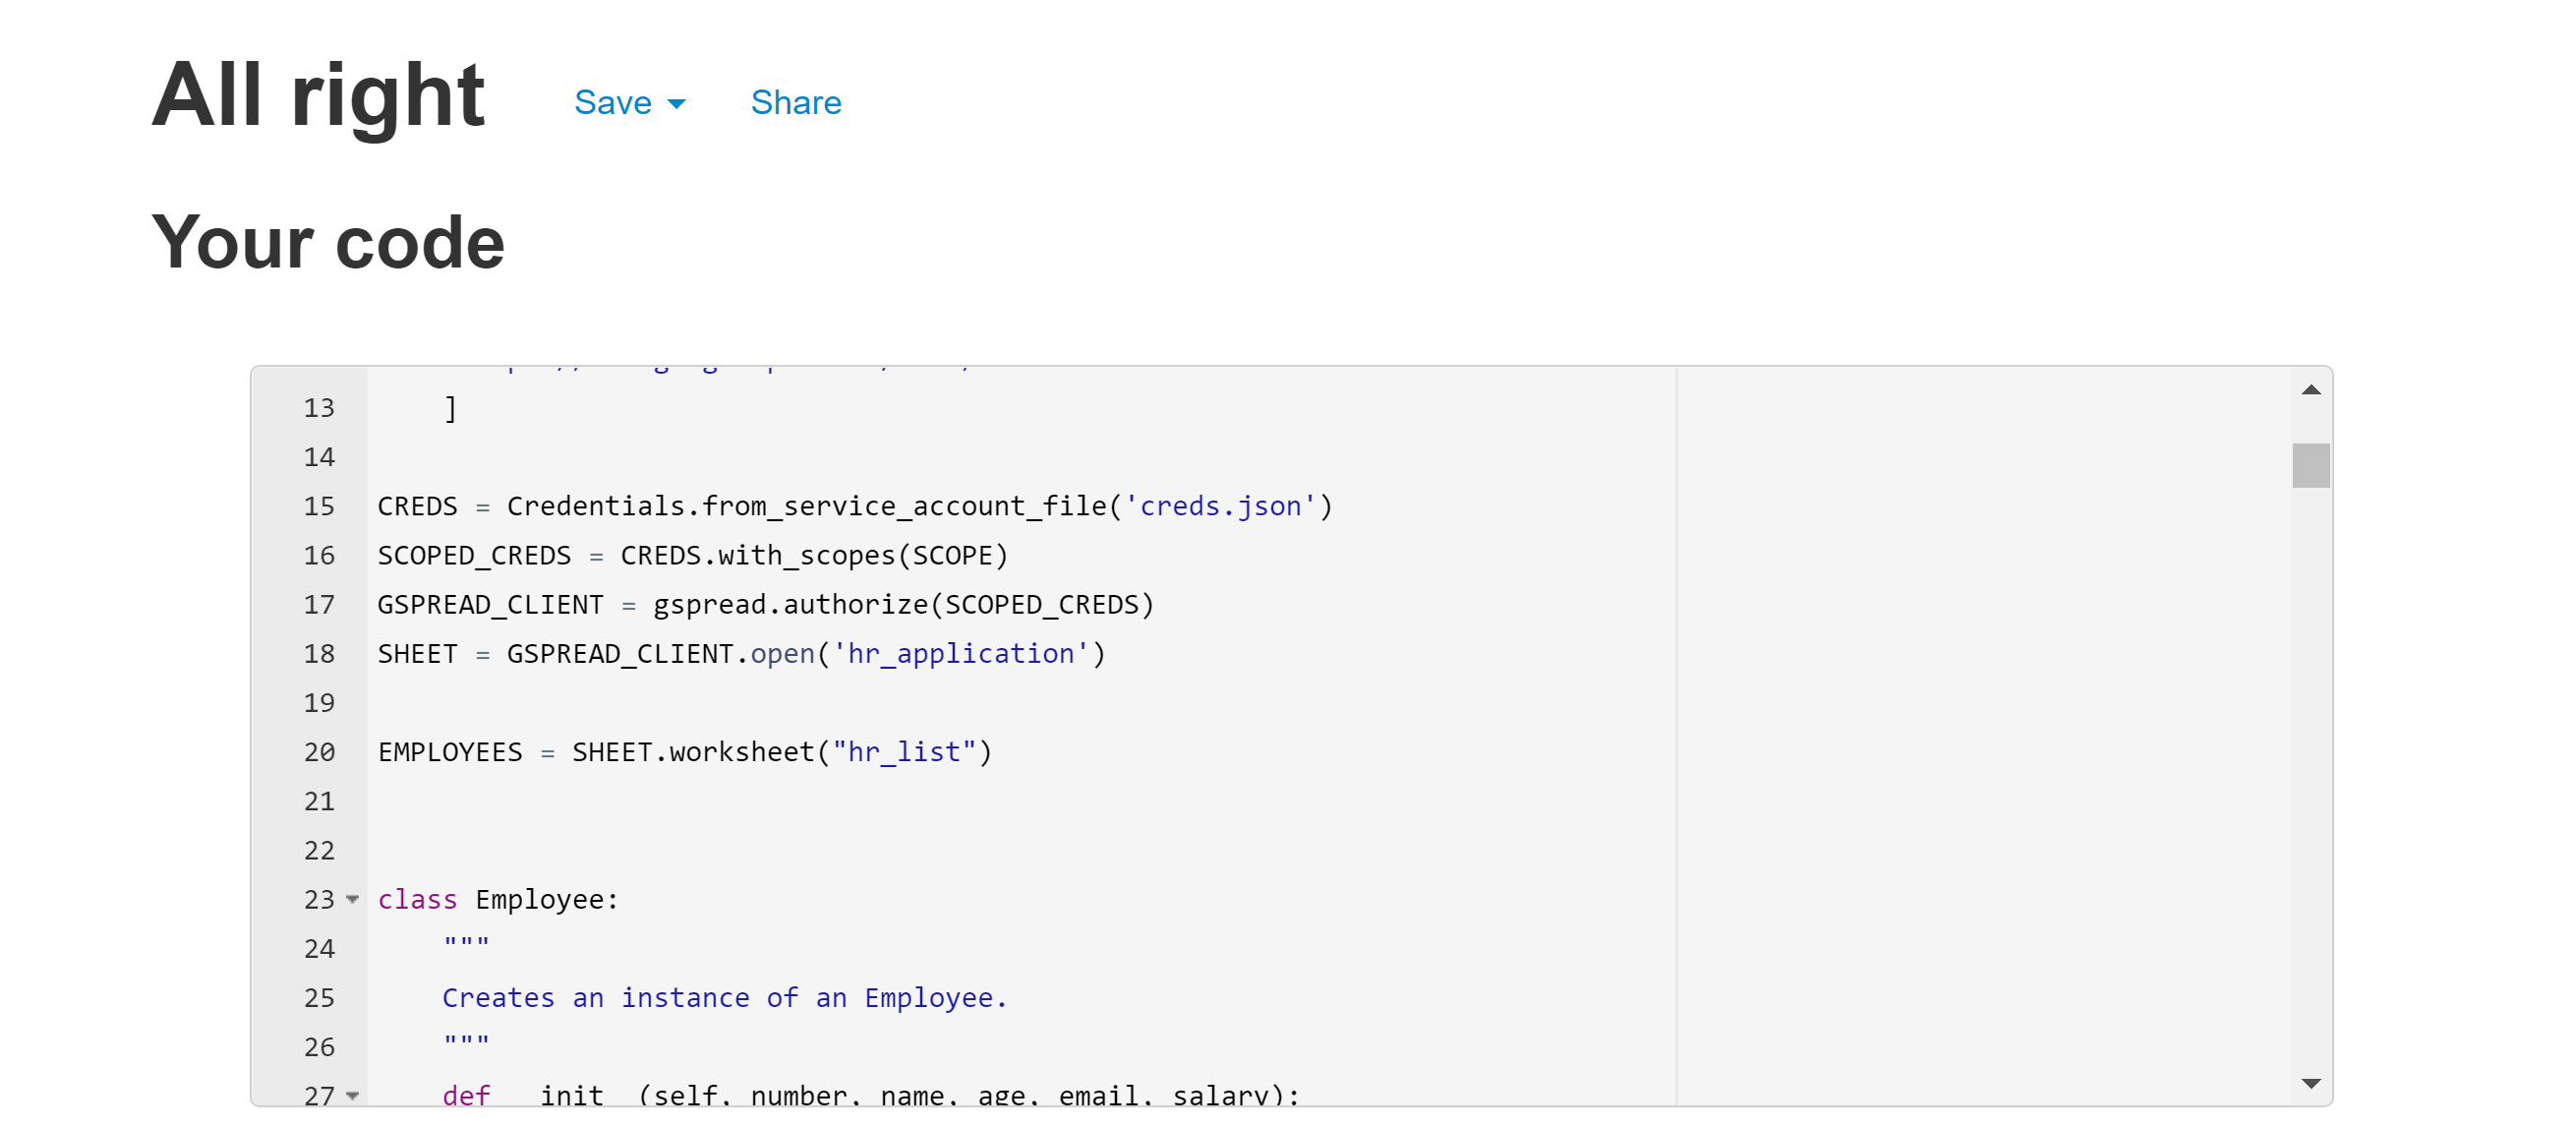 All right Save Share
Your code
13     ]
14
15 CREDS = Credentials.from_service_account_file('creds.json')
16 SCOPED_CREDS = CREDS.with_scopes(SCOPE)
17 GSPREAD_CLIENT = gspread.authorize(SCOPED_CREDS)
18 SHEET = GSPREAD_CLIENT.open('hr_application')
19
20 EMPLOYEES = SHEET.worksheet("hr_list")
21
22
23 class Employee:
24     """
25     Creates an instance of an Employee.
26     """
27     def __init__(self, number, name, age, email, salary):